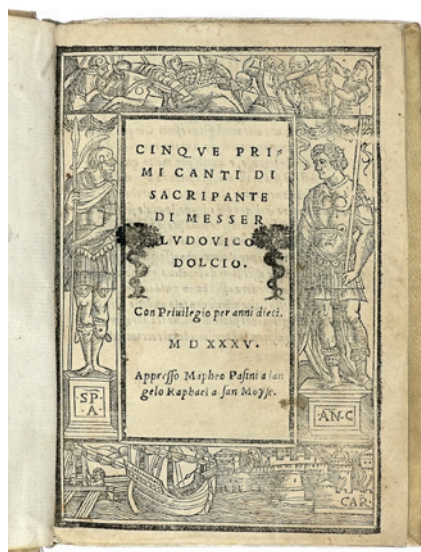 CINQVE PRI=
MI CANTI DI
SACRIPANTE
DI MESSER
LVDOVICO
DOLCIO.
Con Priuilegio per anni dieci.
M D XXXV.
Appresso Mapheo Pasini a lan
gelo Raphael a san Moyse.
SP.
A.
AN.C
CAR.